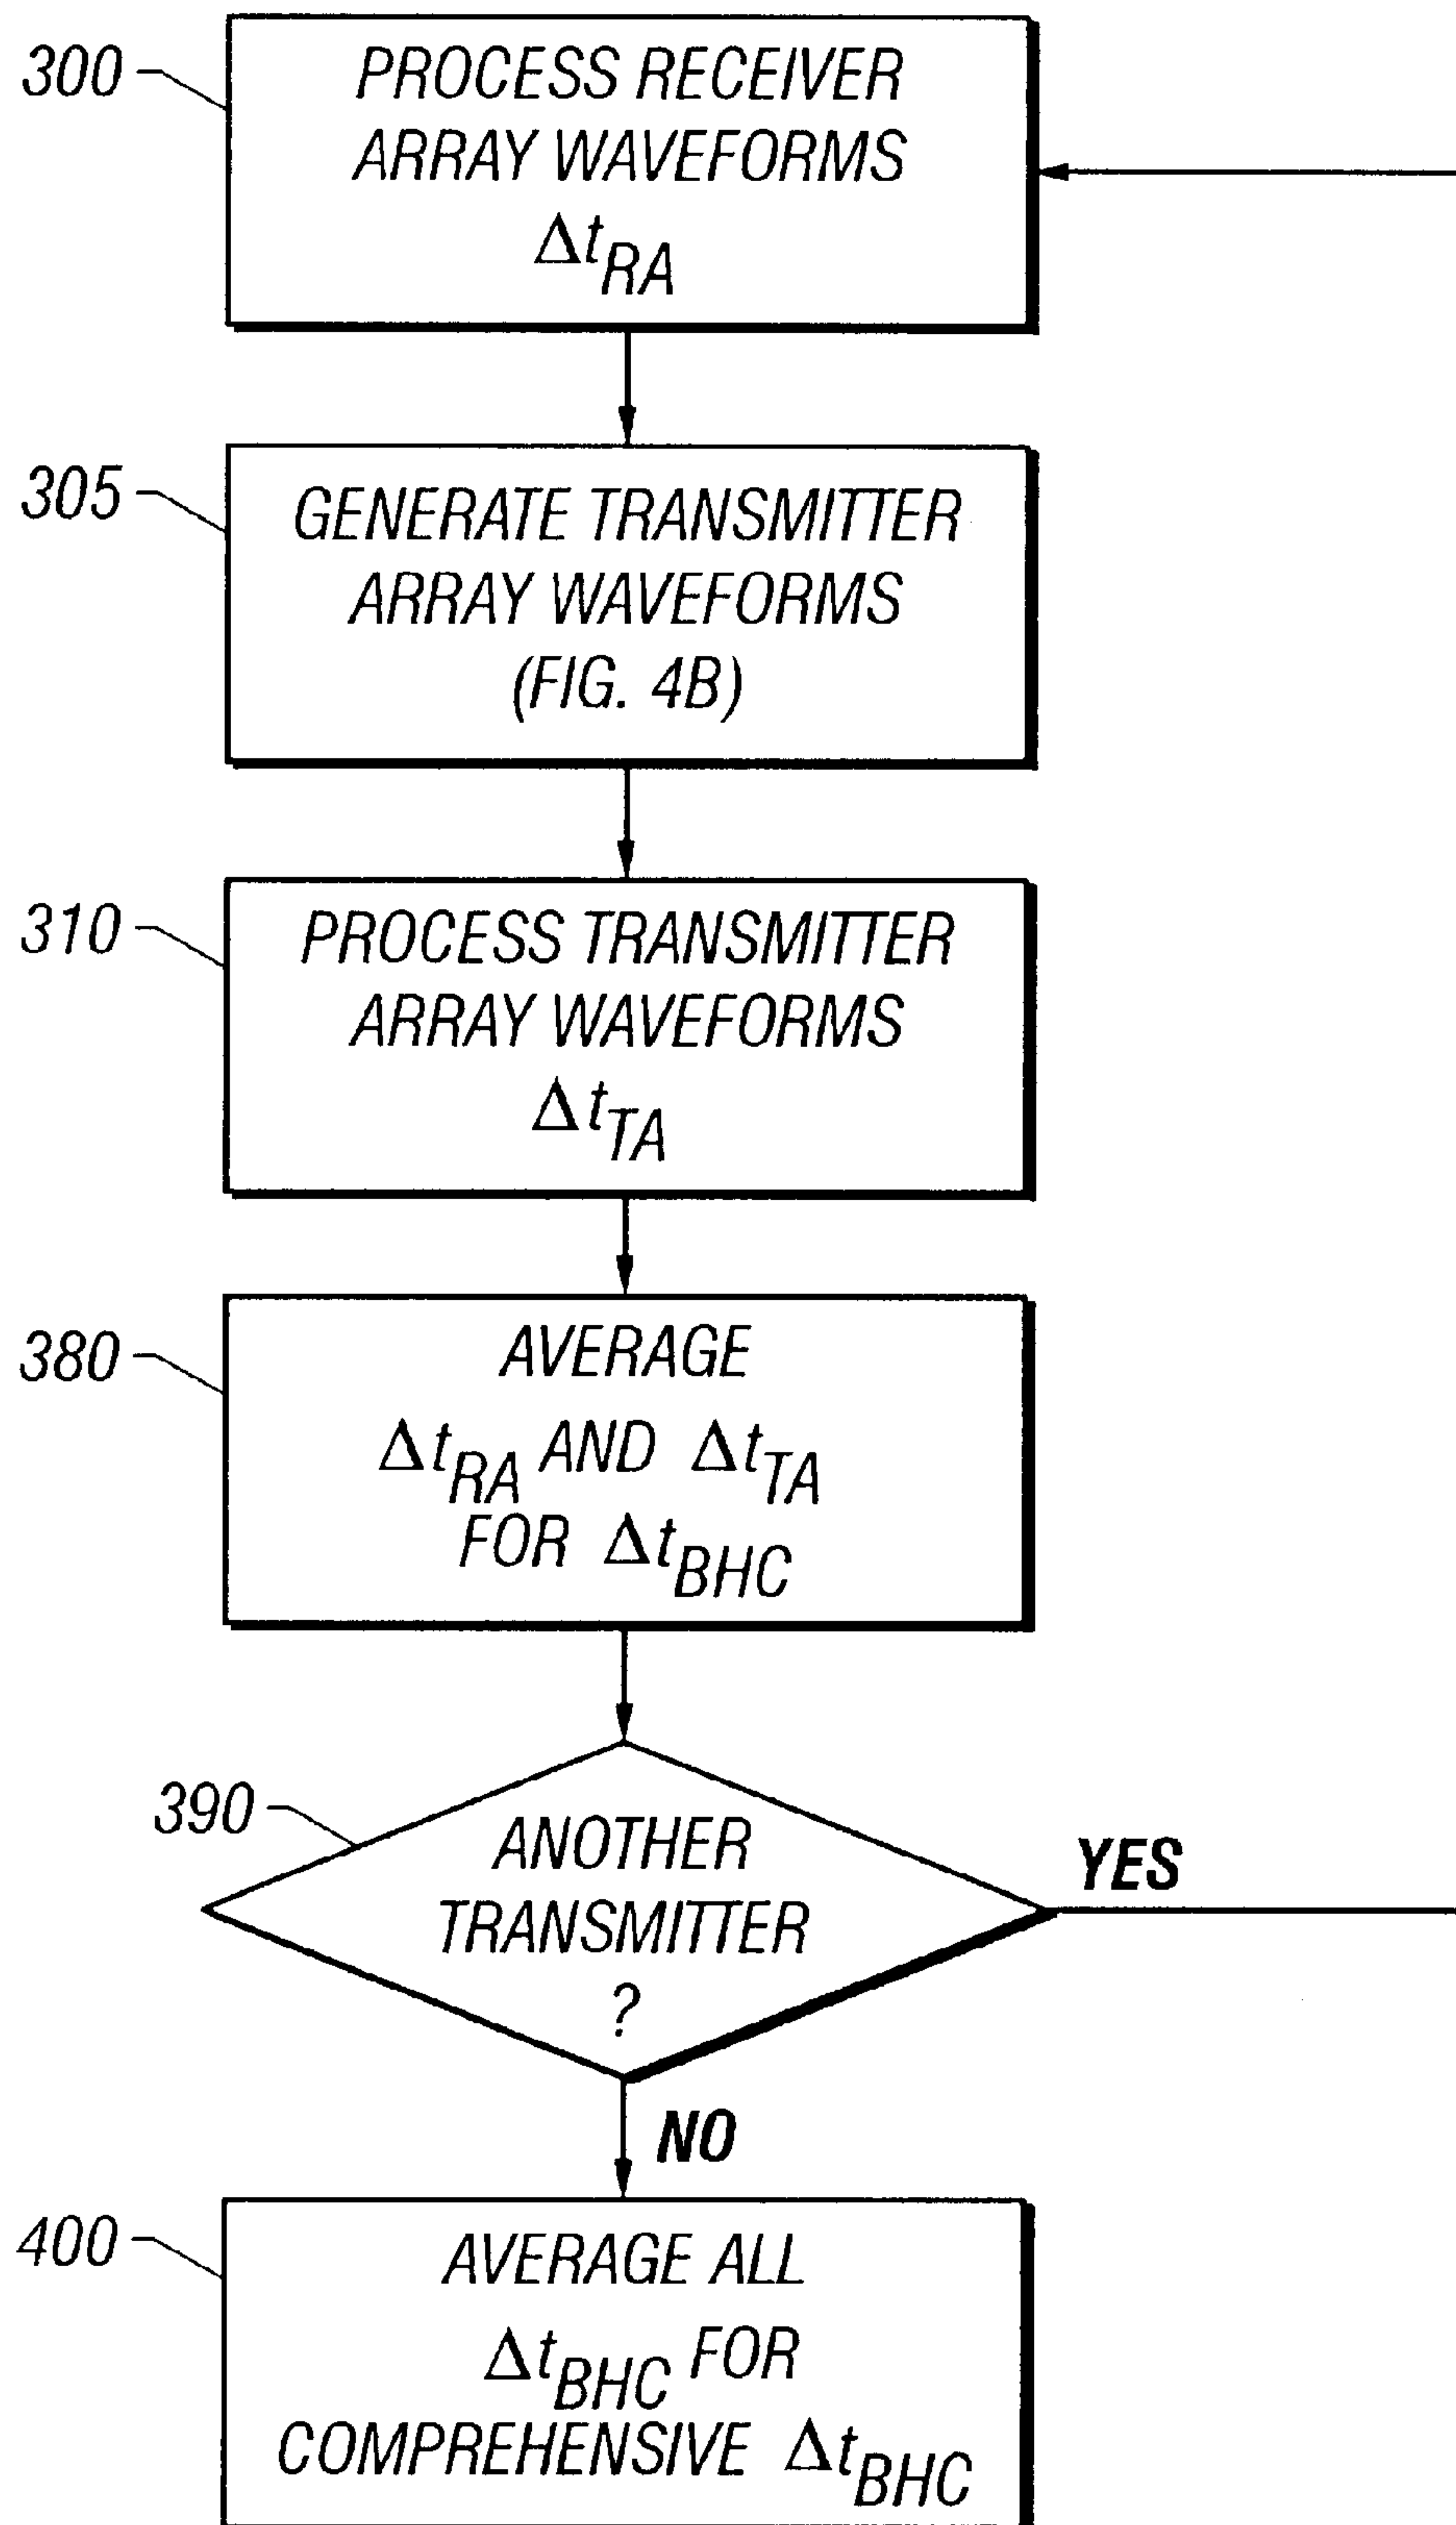 300
PROCESS RECEIVER
ARRAY WAVEFORMS
Δt_RA
305
GENERATE TRANSMITTER
ARRAY WAVEFORMS
(FIG. 4B)
310
PROCESS TRANSMITTER
ARRAY WAVEFORMS
Δt_TA
380
AVERAGE
Δt_RA AND Δt_TA
FOR Δt_BHC
390
ANOTHER
TRANSMITTER
?
YES
NO
400
AVERAGE ALL
Δt_BHC FOR
COMPREHENSIVE Δt_BHC